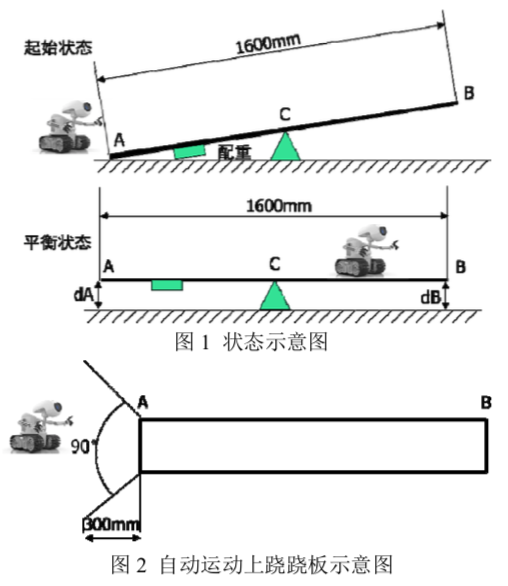 起始状态
1600mm
B
C
A
配重
1600mm
平衡状态
A
C
B
dA
dB
图 1 状态示意图
A
B
90°
300mm
图 2 自动运动上跷跷板示意图